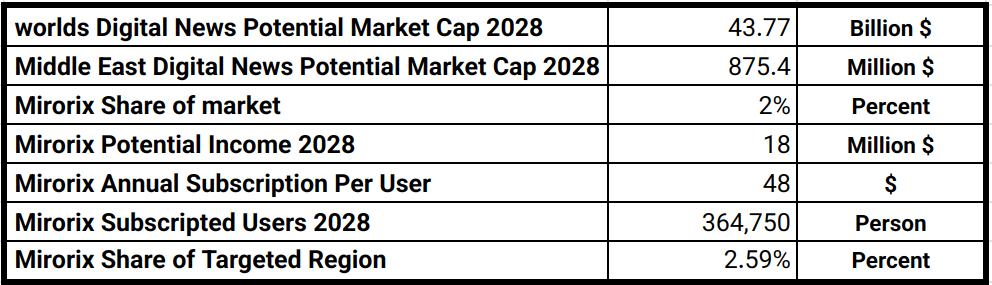 worlds Digital News Potential Market Cap 2028 43.77 Billion $
Middle East Digital News Potential Market Cap 2028 875.4 Million $
Mirorix Share of market 2% Percent
Mirorix Potential Income 2028 18 Million $
Mirorix Annual Subscription Per User 48 $
Mirorix Subscripted Users 2028 364,750 Person
Mirorix Share of Targeted Region 2.59% Percent